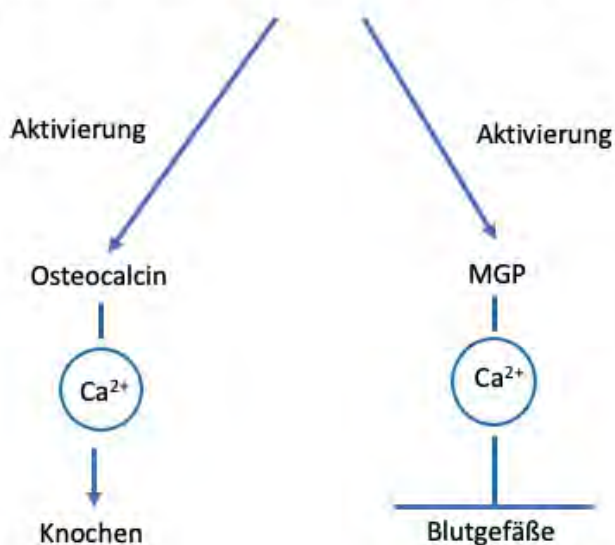 Aktivierung
Aktivierung
Osteocalcin
MGP
Ca²⁺
Ca²⁺
Knochen
Blutgefäße